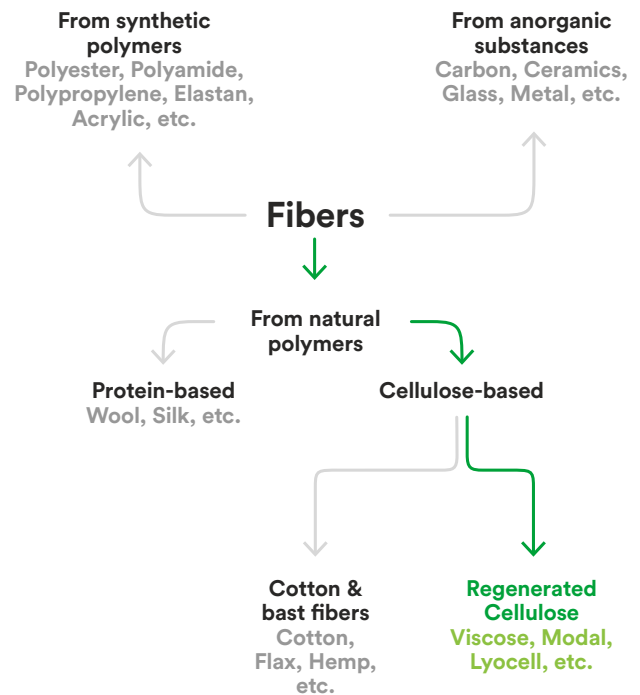 From synthetic
polymers
Polyester, Polyamide,
Polypropylene, Elastan,
Acrylic, etc.
From anorganic
substances
Carbon, Ceramics,
Glass, Metal, etc.
Fibers
From natural
polymers
Protein-based
Wool, Silk, etc.
Cellulose-based
Cotton &
bast fibers
Cotton,
Flax, Hemp,
etc.
Regenerated
Cellulose
Viscose, Modal,
Lyocell, etc.